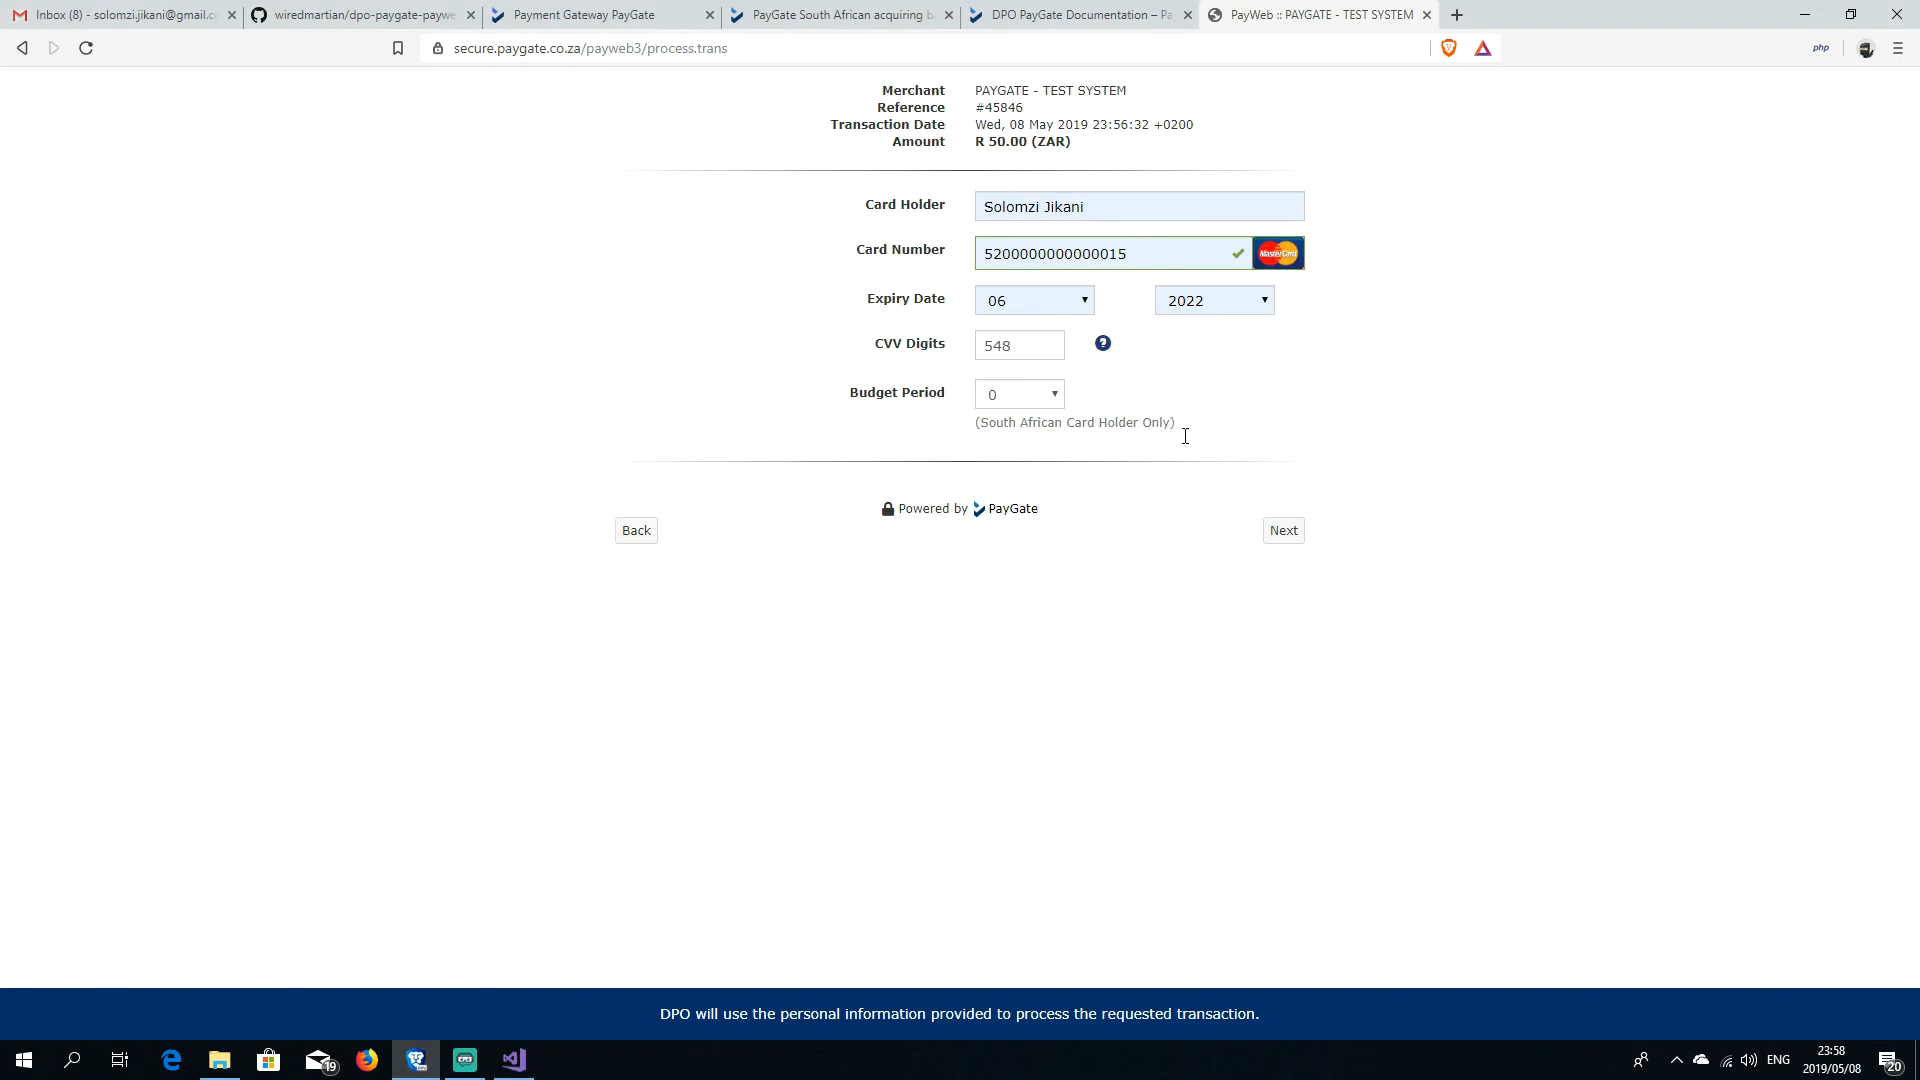 Inbox (8) - solomzi.jikani@gmail.c
wiredmartian/dpo-paygate-paywe
Payment Gateway PayGate
PayGate South African acquiring b
DPO PayGate Documentation – Pa
PayWeb :: PAYGATE - TEST SYSTEM
secure.paygate.co.za/payweb3/process.trans
php
Merchant PAYGATE - TEST SYSTEM
Reference #45846
Transaction Date Wed, 08 May 2019 23:56:32 +0200
Amount R 50.00 (ZAR)
Card Holder Solomzi Jikani
Card Number 5200000000000015 MasterCard
Expiry Date 06 2022
CVV Digits 548 ?
Budget Period 0
(South African Card Holder Only)
Powered by PayGate
Back Next
DPO will use the personal information provided to process the requested transaction.
19
ENG
23:58
2019/05/08
20